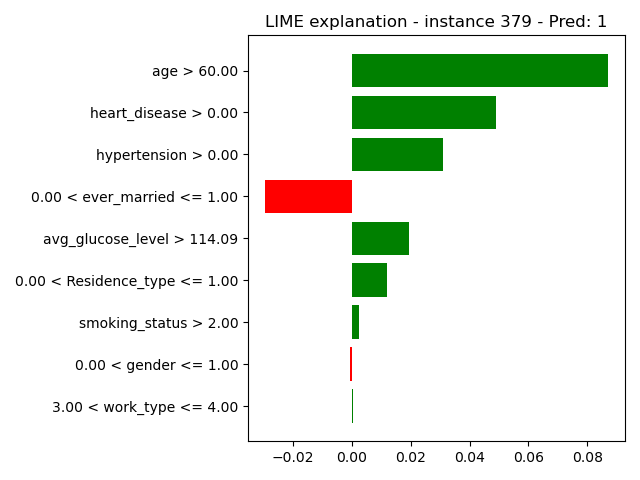 LIME explanation - instance 379 - Pred: 1
age > 60.00
heart_disease > 0.00
hypertension > 0.00
0.00 < ever_married <= 1.00
avg_glucose_level > 114.09
0.00 < Residence_type <= 1.00
smoking_status > 2.00
0.00 < gender <= 1.00
3.00 < work_type <= 4.00
−0.02 0.00 0.02 0.04 0.06 0.08